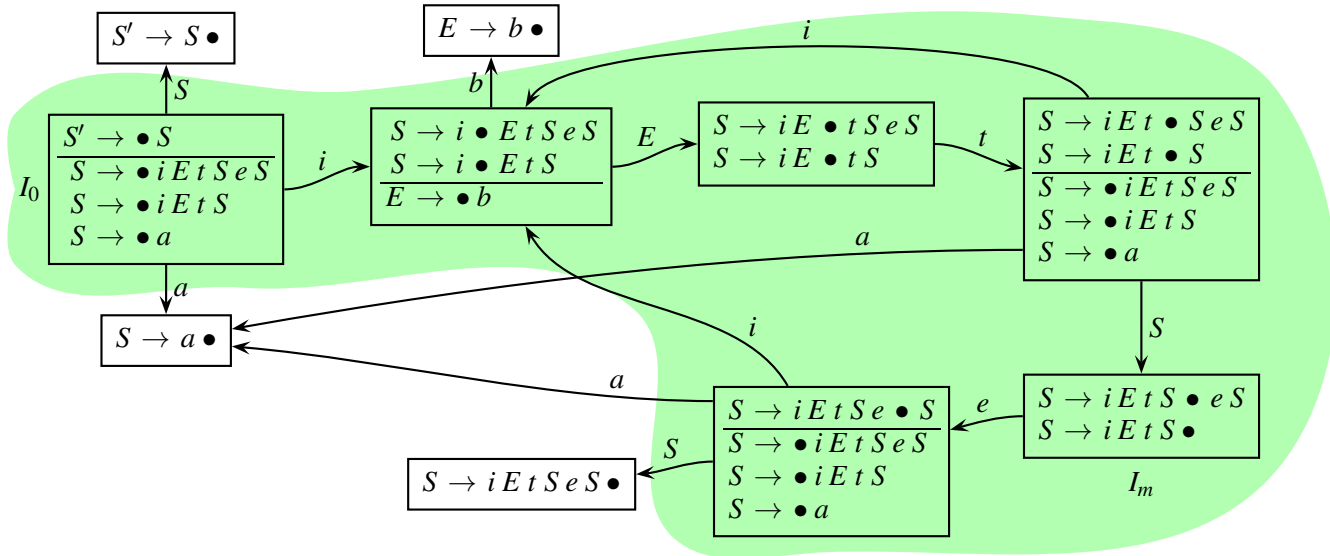 S′ → S •
E → b •
i
S
b
I₀
S′ → • S
S → • i E t S e S
S → • i E t S
S → • a
i
S → i • E t S e S
S → i • E t S
E → • b
E
S → i E • t S e S
S → i E • t S
t
S → i E t • S e S
S → i E t • S
S → • i E t S e S
S → • i E t S
S → • a
a
a
S → a •
i
S
a
S → i E t S e • S
S → • i E t S e S
S → • i E t S
S → • a
e
S → i E t S • e S
S → i E t S •
Iₘ
S
S → i E t S e S •